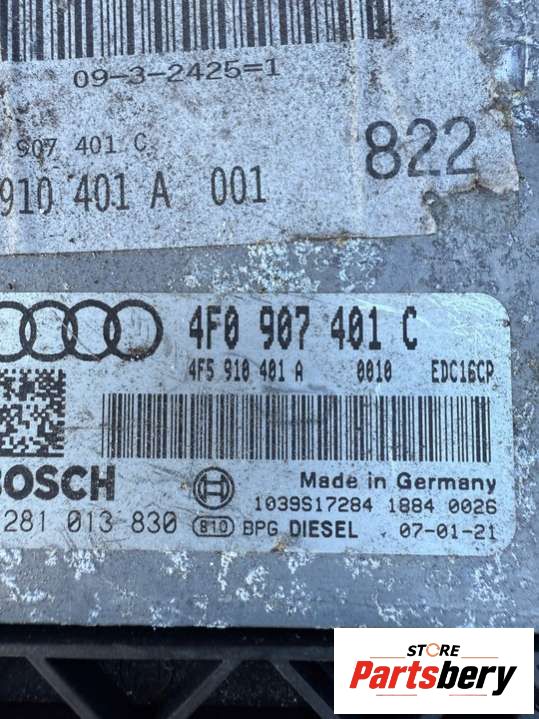 09-3-2425=1
907 401 C
822
910 401 A 001
4F0 907 401 C
4F5 910 401 A 0010 EDC16CP
BOSCH
Made in Germany
1039S17284 1884 0026
281 013 830 810 BPG DIESEL 07-01-21
STORE
Partsbery